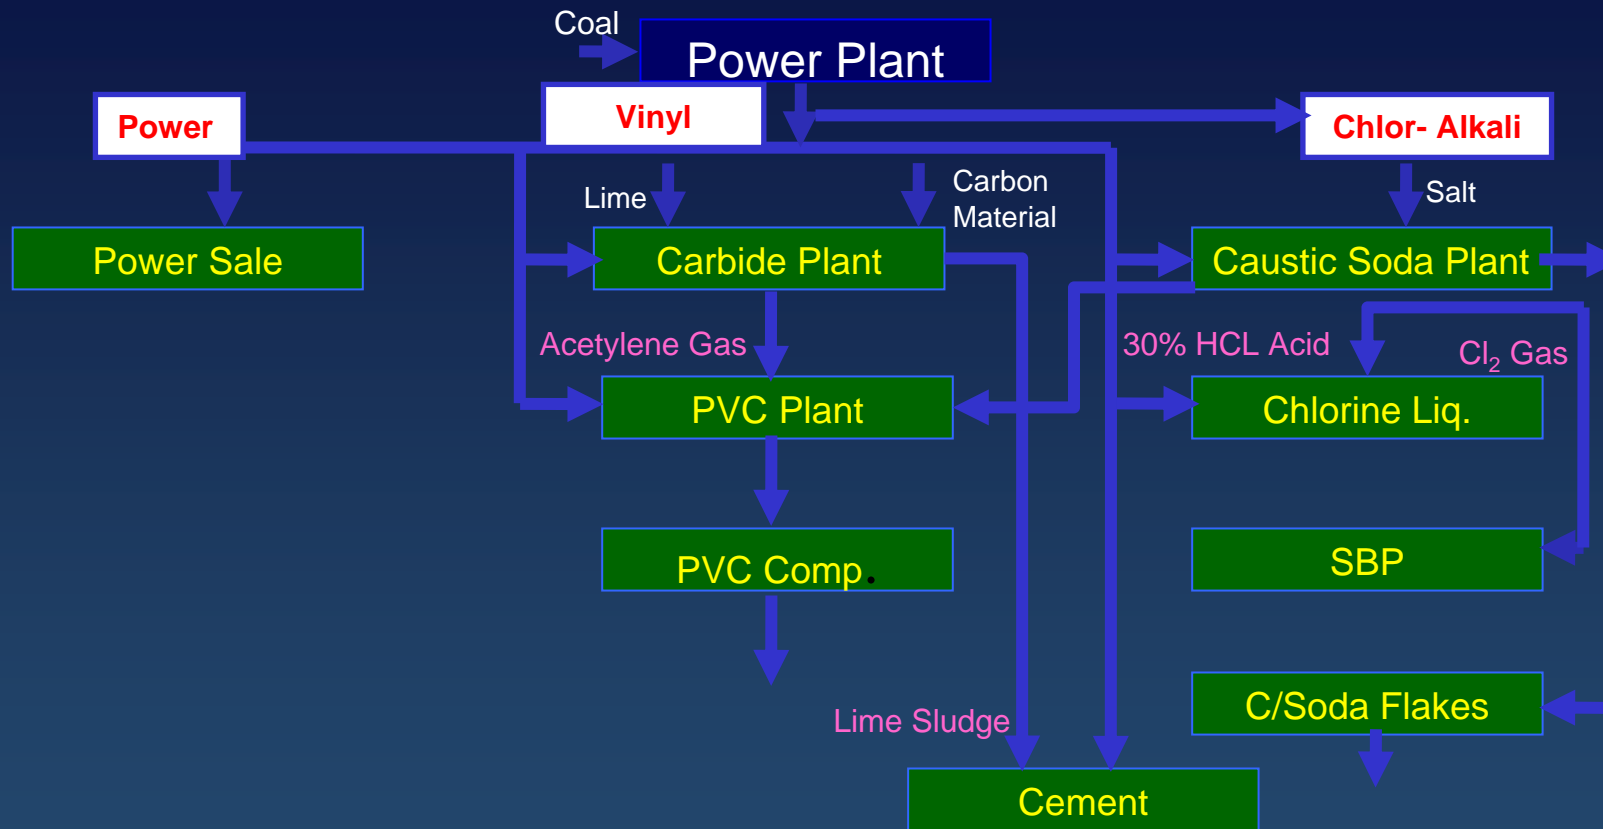 Coal
Power Plant
Power
Vinyl
Chlor- Alkali
Lime
Carbon
Material
Salt
Power Sale
Carbide Plant
Caustic Soda Plant
Acetylene Gas
30% HCL Acid
Cl₂ Gas
PVC Plant
Chlorine Liq.
PVC Comp.
SBP
Lime Sludge
C/Soda Flakes
Cement